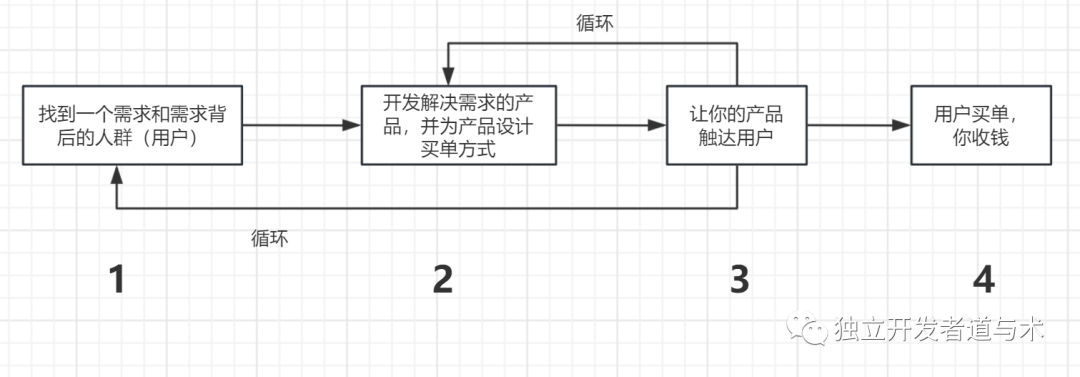 循环
找到一个需求和需求背
后的人群（用户）
开发解决需求的产
品，并为产品设计
买单方式
让你的产品
触达用户
用户买单，
你收钱
循环
1
2
3
4
独立开发者道与术